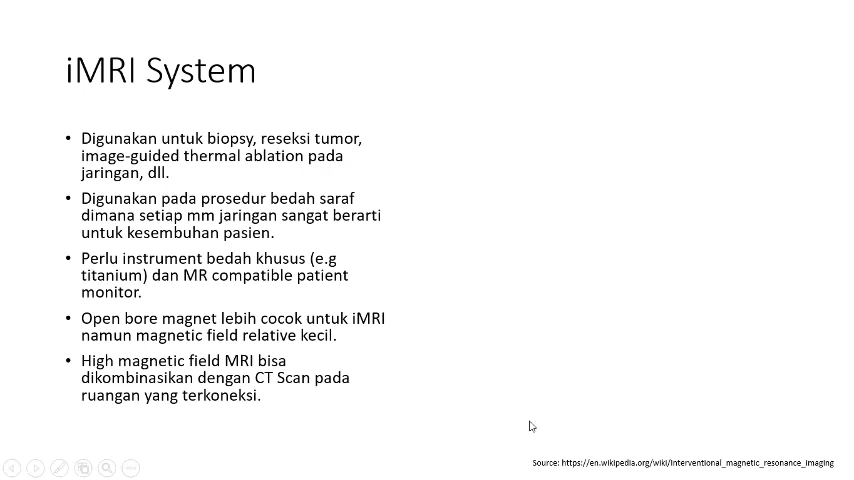 iMRI System
• Digunakan untuk biopsy, reseksi tumor,
image-guided thermal ablation pada
jaringan, dll.
• Digunakan pada prosedur bedah saraf
dimana setiap mm jaringan sangat berarti
untuk kesembuhan pasien.
• Perlu instrument bedah khusus (e.g
titanium) dan MR compatible patient
monitor.
• Open bore magnet lebih cocok untuk iMRI
namun magnetic field relative kecil.
• High magnetic field MRI bisa
dikombinasikan dengan CT Scan pada
ruangan yang terkoneksi.
Source: https://en.wikipedia.org/wiki/Interventional_magnetic_resonance_imaging